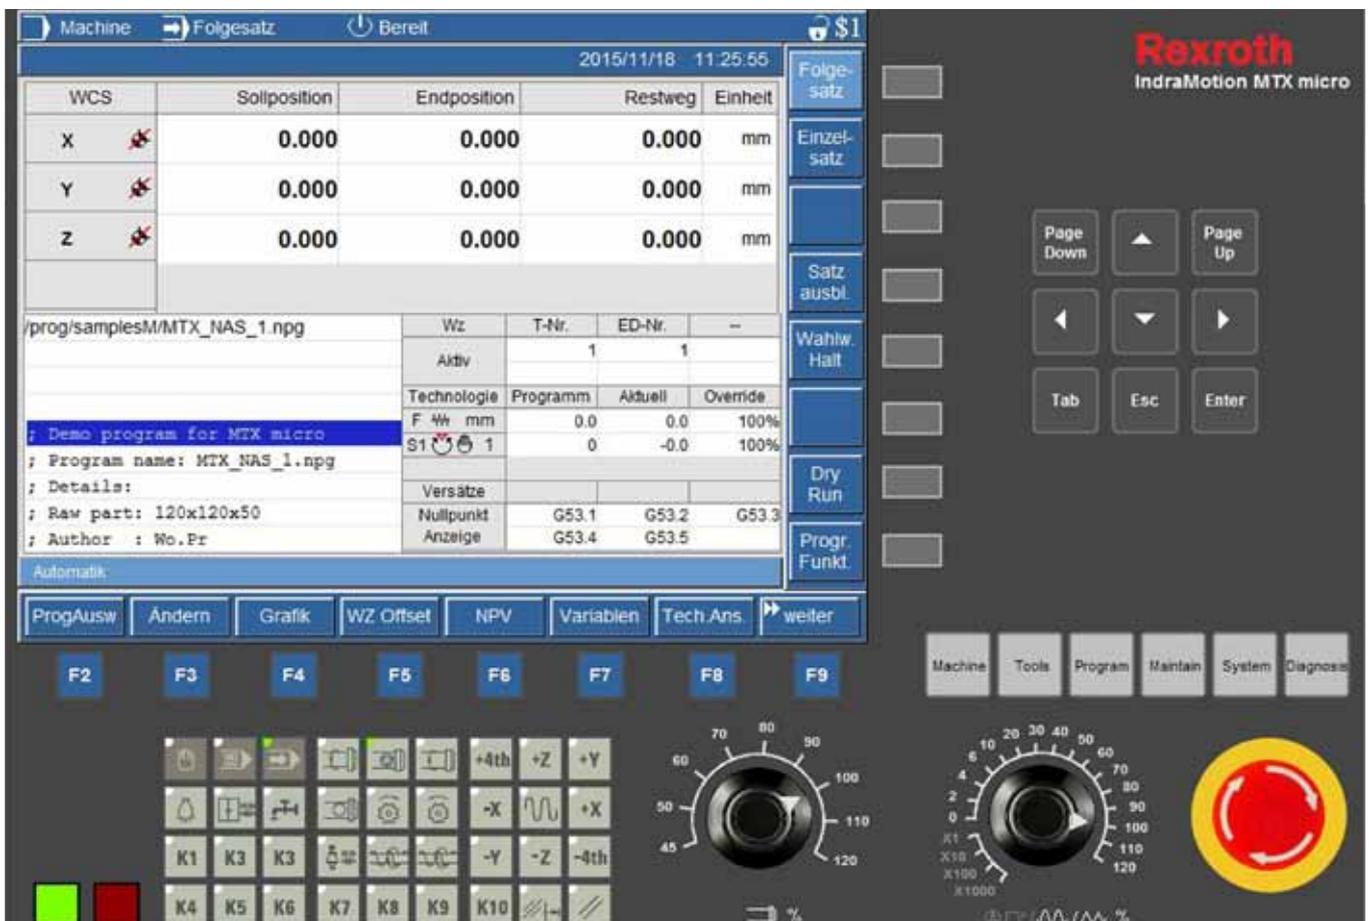 Machine Folgesatz Bereit $1
2015/11/18 11:25:55
WCS Sollposition Endposition Restweg Einheit
X 0.000 0.000 0.000 mm
Y 0.000 0.000 0.000 mm
Z 0.000 0.000 0.000 mm
Folge-
satz
Einzel-
satz
Satz
ausbl.
Wahlw.
Halt
Dry
Run
Progr.
Funkt.
/prog/samplesM/MTX_NAS_1.npg
; Demo program for MTX micro
; Program name: MTX_NAS_1.npg
; Details:
; Raw part: 120x120x50
; Author : Wo.Pr
Wz T-Nr. ED-Nr. --
Aktiv 1 1
Technologie Programm Aktuell Override
F mm 0.0 0.0 100%
S1 1 0 -0.0 100%
Versätze
Nullpunkt G53.1 G53.2 G53.3
Anzeige G53.4 G53.5
Automatik
ProgAusw Ändern Grafik WZ Offset NPV Variablen Tech.Ans. weiter
F2 F3 F4 F5 F6 F7 F8 F9
Rexroth
IndraMotion MTX micro
Page
Down
Page
Up
Tab Esc Enter
Machine Tools Program Maintain System Diagnosis
+4th +Z +Y
-X +X
K1 K3 K3 -Y -Z -4th
K4 K5 K6 K7 K8 K9 K10
45 50 60 70 80 90 100 110 120
%
X1000 X100 X10 X1 0 2 4 10 20 30 40 50 60 70 80 90 100 110 120
%